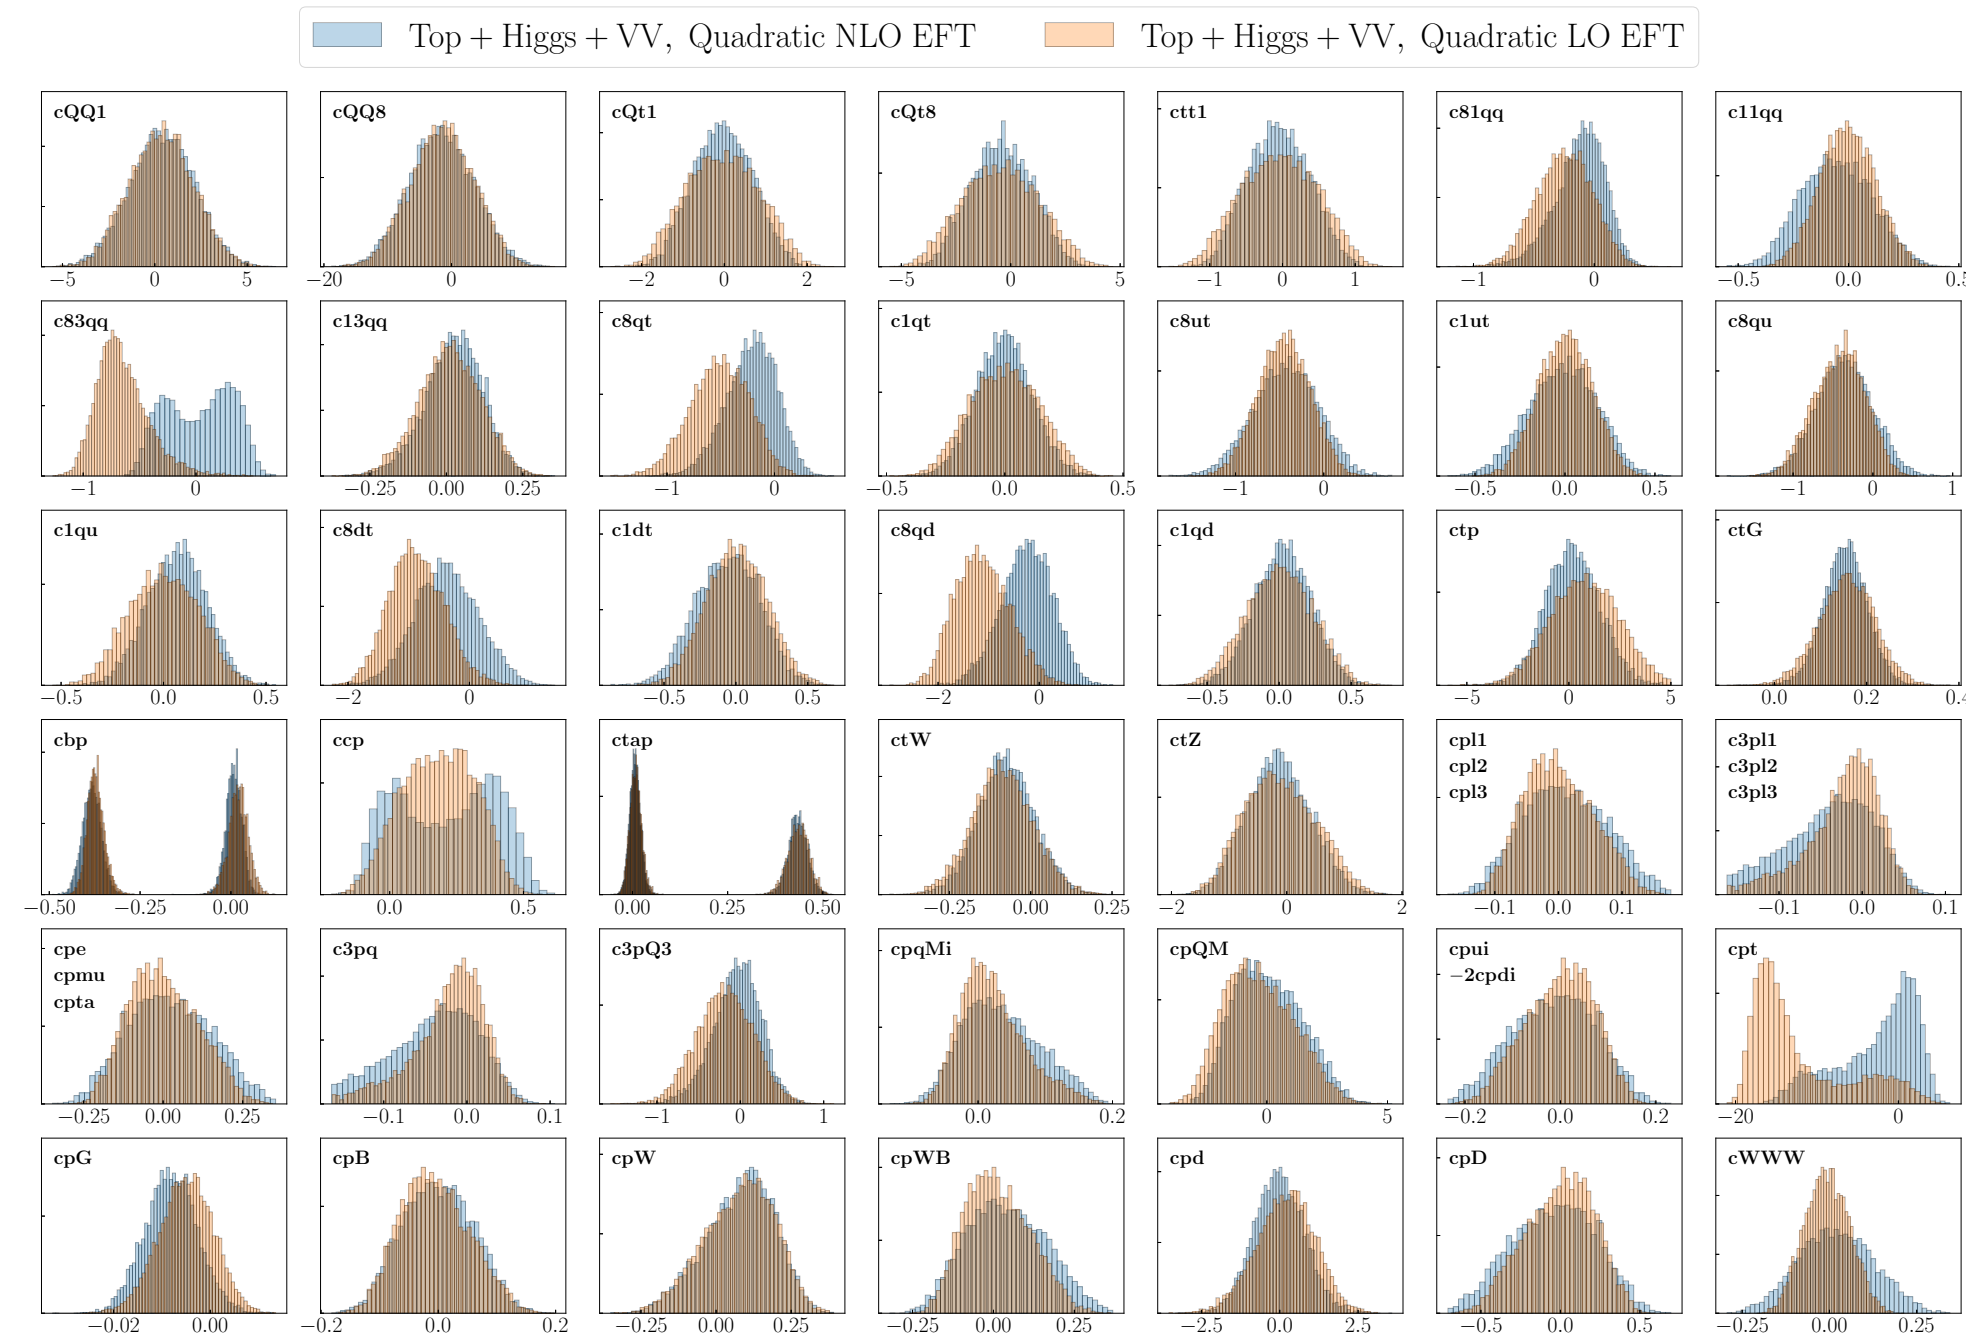 Top + Higgs + VV, Quadratic NLO EFT Top + Higgs + VV, Quadratic LO EFT
cQQ1 cQQ8 cQt1 cQt8 ctt1 c81qq c11qq
−5 0 5 −20 0 −2 0 2 −5 0 5 −1 0 1 −1 0 −0.5 0.0 0.5
c83qq c13qq c8qt c1qt c8ut c1ut c8qu
−1 0 −0.25 0.00 0.25 −1 0 −0.5 0.0 0.5 −1 0 −0.5 0.0 0.5 −1 0 1
c1qu c8dt c1dt c8qd c1qd ctp ctG
−0.5 0.0 0.5 −2 0 −0.5 0.0 0.5 −2 0 −0.5 0.0 0.5 −5 0 5 0.0 0.2 0.4
cbp ccp ctap ctW ctZ cpl1 c3pl1
cpl2 c3pl2
cpl3 c3pl3
−0.50 −0.25 0.00 0.0 0.5 0.00 0.25 0.50 −0.25 0.00 0.25 −2 0 2 −0.1 0.0 0.1 −0.1 0.0 0.1
cpe c3pq c3pQ3 cpqMi cpQM cpui cpt
cpmu −2cpdi
cpta
−0.25 0.00 0.25 −0.1 0.0 0.1 −1 0 1 0.0 0.2 0 5 −0.2 0.0 0.2 −20 0
cpG cpB cpW cpWB cpd cpD cWWW
−0.02 0.00 −0.2 0.0 0.2 −0.25 0.00 0.25 −0.25 0.00 0.25 −2.5 0.0 2.5 −0.5 0.0 0.5 −0.25 0.00 0.25